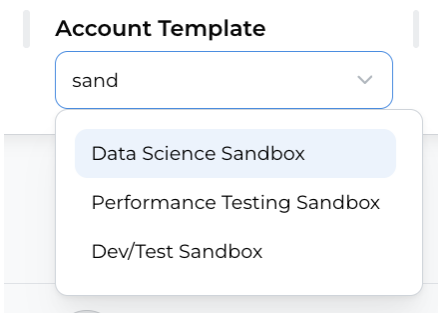 Account Template
sand
Data Science Sandbox
Performance Testing Sandbox
Dev/Test Sandbox